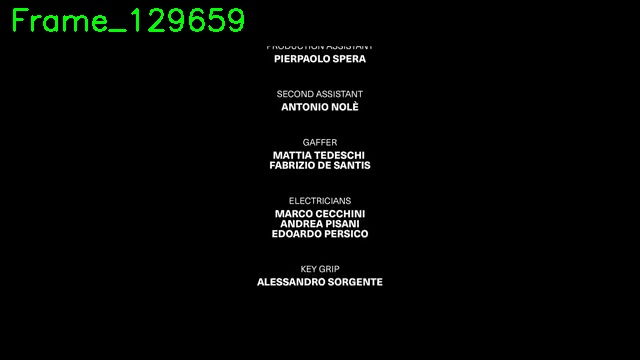 Frame_129659
PRODUCTION ASSISTANT
PIERPAOLO SPERA
SECOND ASSISTANT
ANTONIO NOLÈ
GAFFER
MATTIA TEDESCHI
FABRIZIO DE SANTIS
ELECTRICIANS
MARCO CECCHINI
ANDREA PISANI
EDOARDO PERSICO
KEY GRIP
ALESSANDRO SORGENTE